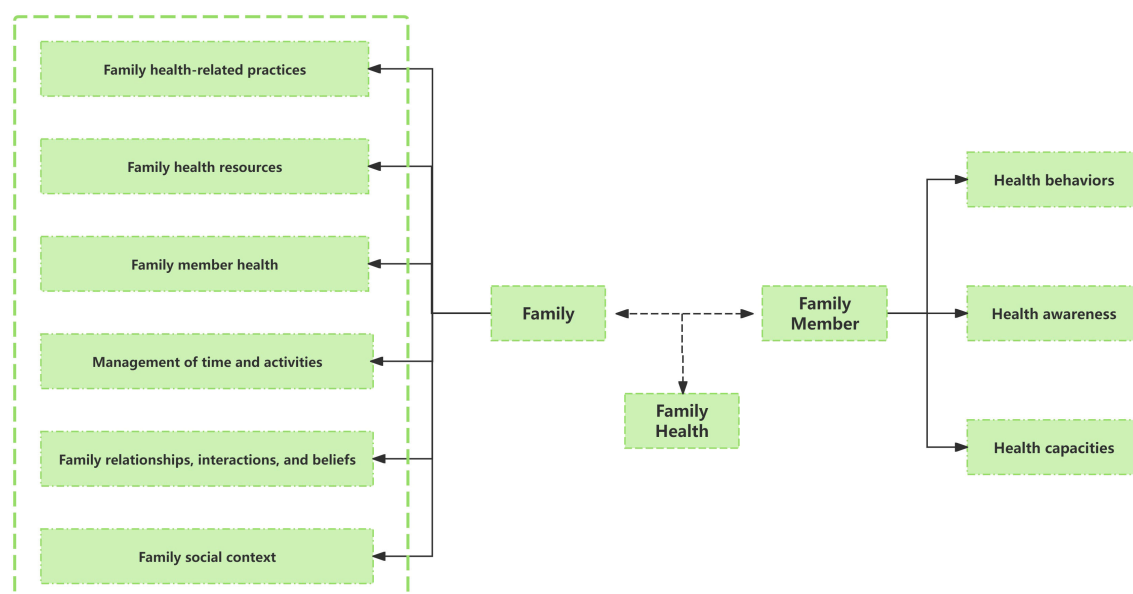 Family health-related practices
Family health resources
Family member health
Management of time and activities
Family relationships, interactions, and beliefs
Family social context
Family
Family
Member
Family
Health
Health behaviors
Health awareness
Health capacities